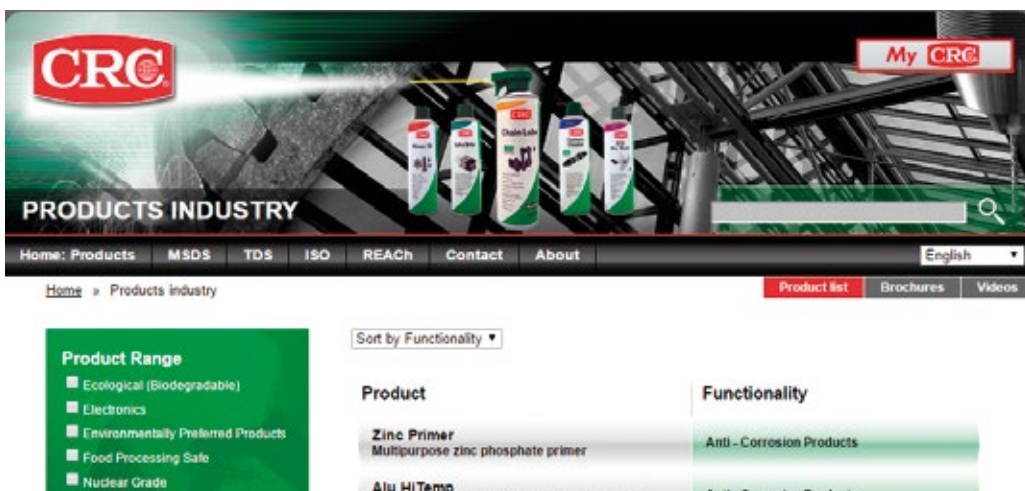 CRC
My CRC
PRODUCTS INDUSTRY
Home: Products MSDS TDS ISO REACh Contact About English
Home » Products industry
Product list Brochures Videos
Sort by Functionality
Product Range
Ecological (Biodegradable)
Electronics
Environmentally Preferred Products
Food Processing Safe
Nuclear Grade
Product Functionality
Zinc Primer
Multipurpose zinc phosphate primer
Anti - Corrosion Products
Alu HiTemp